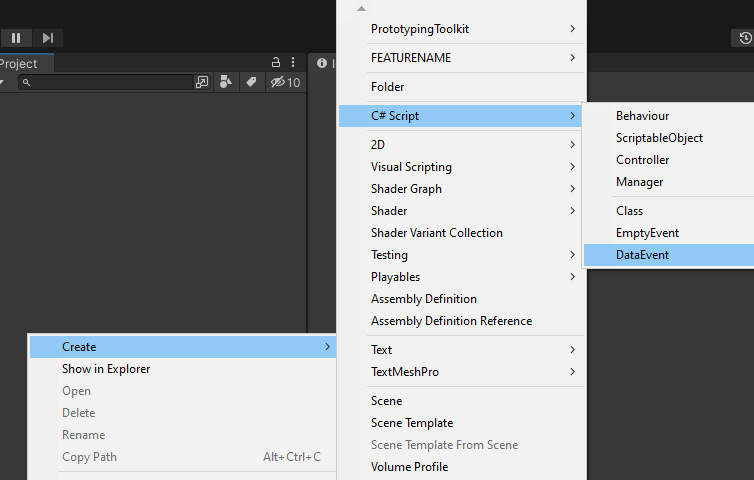 Project
10
Create
Show in Explorer
Open
Delete
Rename
Copy Path Alt+Ctrl+C
PrototypingToolkit
FEATURENAME
Folder
C# Script
2D
Visual Scripting
Shader Graph
Shader
Shader Variant Collection
Testing
Playables
Assembly Definition
Assembly Definition Reference
Text
TextMeshPro
Scene
Scene Template
Scene Template From Scene
Volume Profile
Behaviour
ScriptableObject
Controller
Manager
Class
EmptyEvent
DataEvent